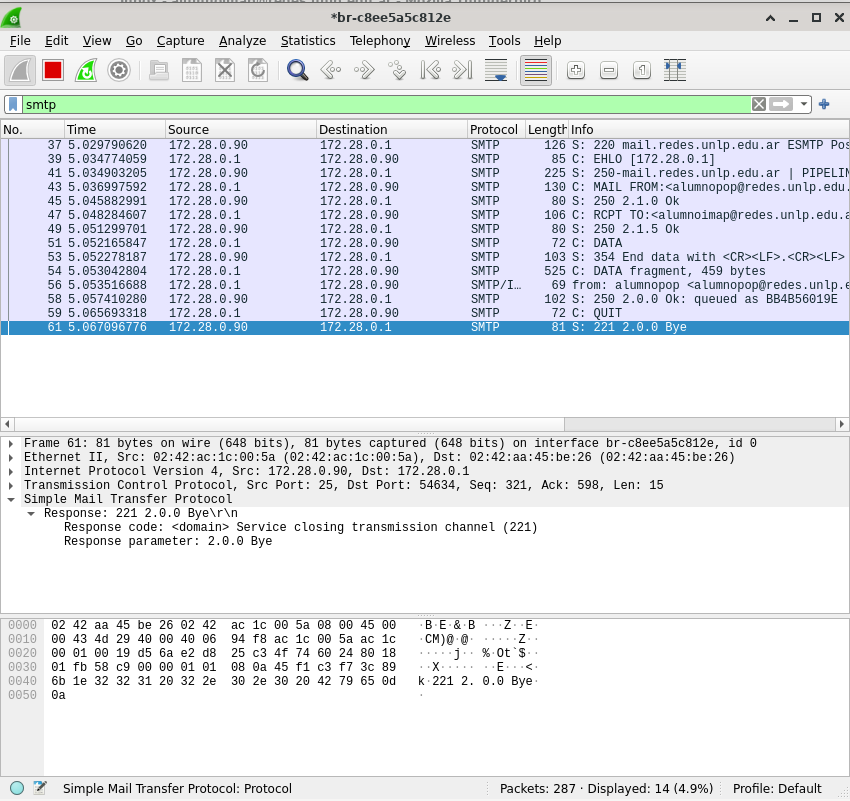 *br-c8ee5a5c812e
File Edit View Go Capture Analyze Statistics Telephony Wireless Tools Help
smtp
No. Time Source Destination Protocol Length Info
37 5.029790620 172.28.0.90 172.28.0.1 SMTP 126 S: 220 mail.redes.unlp.edu.ar ESMTP Pos
39 5.034774059 172.28.0.1 172.28.0.90 SMTP 85 C: EHLO [172.28.0.1]
41 5.034903205 172.28.0.90 172.28.0.1 SMTP 225 S: 250-mail.redes.unlp.edu.ar | PIPELIN
43 5.036997592 172.28.0.1 172.28.0.90 SMTP 130 C: MAIL FROM:<alumnopop@redes.unlp.edu.
45 5.045882991 172.28.0.90 172.28.0.1 SMTP 80 S: 250 2.1.0 Ok
47 5.048284607 172.28.0.1 172.28.0.90 SMTP 106 C: RCPT TO:<alumnoimap@redes.unlp.edu.a
49 5.051299701 172.28.0.90 172.28.0.1 SMTP 80 S: 250 2.1.5 Ok
51 5.052165847 172.28.0.1 172.28.0.90 SMTP 72 C: DATA
53 5.052278187 172.28.0.90 172.28.0.1 SMTP 103 S: 354 End data with <CR><LF>.<CR><LF>
54 5.053042804 172.28.0.1 172.28.0.90 SMTP 525 C: DATA fragment, 459 bytes
56 5.053516688 172.28.0.1 172.28.0.90 SMTP/I… 69 from: alumnopop <alumnopop@redes.unlp.e
58 5.057410280 172.28.0.90 172.28.0.1 SMTP 102 S: 250 2.0.0 Ok: queued as BB4B56019E
59 5.065693318 172.28.0.1 172.28.0.90 SMTP 72 C: QUIT
61 5.067096776 172.28.0.90 172.28.0.1 SMTP 81 S: 221 2.0.0 Bye
Frame 61: 81 bytes on wire (648 bits), 81 bytes captured (648 bits) on interface br-c8ee5a5c812e, id 0
Ethernet II, Src: 02:42:ac:1c:00:5a (02:42:ac:1c:00:5a), Dst: 02:42:aa:45:be:26 (02:42:aa:45:be:26)
Internet Protocol Version 4, Src: 172.28.0.90, Dst: 172.28.0.1
Transmission Control Protocol, Src Port: 25, Dst Port: 54634, Seq: 321, Ack: 598, Len: 15
Simple Mail Transfer Protocol
Response: 221 2.0.0 Bye\r\n
Response code: <domain> Service closing transmission channel (221)
Response parameter: 2.0.0 Bye
0000 02 42 aa 45 be 26 02 42 ac 1c 00 5a 08 00 45 00 ·B·E·&·B ···Z··E·
0010 00 43 4d 29 40 00 40 06 94 f8 ac 1c 00 5a ac 1c ·CM)@·@· ·····Z··
0020 00 01 00 19 d5 6a e2 d8 25 c3 4f 74 60 24 80 18 ·····j·· %·Ot`$··
0030 01 fb 58 c9 00 00 01 01 08 0a 45 f1 c3 f7 3c 89 ··X····· ··E···<·
0040 6b 1e 32 32 31 20 32 2e 30 2e 30 20 42 79 65 0d k·221 2. 0.0 Bye·
0050 0a ·
Simple Mail Transfer Protocol: Protocol Packets: 287 · Displayed: 14 (4.9%) Profile: Default